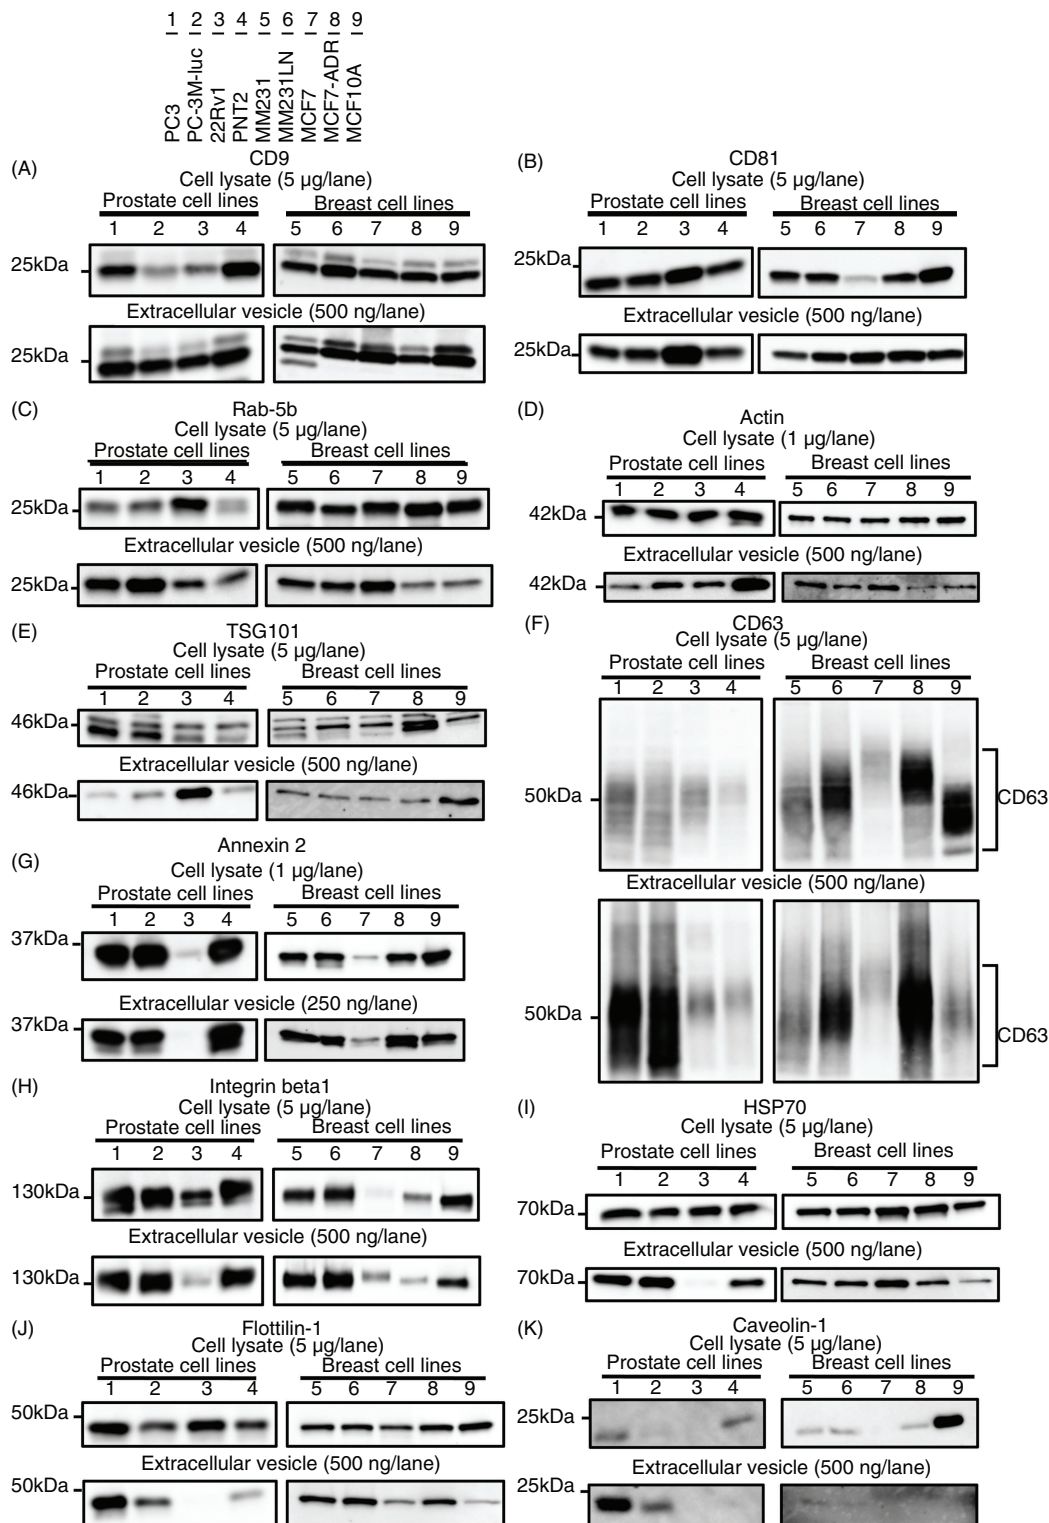 1 2 3 4 5 6 7 8 9
PC3
PC-3M-luc
22Rv1
PNT2
MM231
MM231LN
MCF7
MCF7-ADR
MCF10A
(A)
CD9
Cell lysate (5 µg/lane)
Prostate cell lines Breast cell lines
1 2 3 4 5 6 7 8 9
25kDa
Extracellular vesicle (500 ng/lane)
25kDa
(B)
CD81
Cell lysate (5 µg/lane)
Prostate cell lines Breast cell lines
1 2 3 4 5 6 7 8 9
25kDa
Extracellular vesicle (500 ng/lane)
25kDa
(C)
Rab-5b
Cell lysate (5 µg/lane)
Prostate cell lines Breast cell lines
1 2 3 4 5 6 7 8 9
25kDa
Extracellular vesicle (500 ng/lane)
25kDa
(D)
Actin
Cell lysate (1 µg/lane)
Prostate cell lines Breast cell lines
1 2 3 4 5 6 7 8 9
42kDa
Extracellular vesicle (500 ng/lane)
42kDa
(E)
TSG101
Cell lysate (5 µg/lane)
Prostate cell lines Breast cell lines
1 2 3 4 5 6 7 8 9
46kDa
Extracellular vesicle (500 ng/lane)
46kDa
(F)
CD63
Cell lysate (5 µg/lane)
Prostate cell lines Breast cell lines
1 2 3 4 5 6 7 8 9
50kDa
CD63
Extracellular vesicle (500 ng/lane)
50kDa
CD63
(G)
Annexin 2
Cell lysate (1 µg/lane)
Prostate cell lines Breast cell lines
1 2 3 4 5 6 7 8 9
37kDa
Extracellular vesicle (250 ng/lane)
37kDa
(H)
Integrin beta1
Cell lysate (5 µg/lane)
Prostate cell lines Breast cell lines
1 2 3 4 5 6 7 8 9
130kDa
Extracellular vesicle (500 ng/lane)
130kDa
(I)
HSP70
Cell lysate (5 µg/lane)
Prostate cell lines Breast cell lines
1 2 3 4 5 6 7 8 9
70kDa
Extracellular vesicle (500 ng/lane)
70kDa
(J)
Flottilin-1
Cell lysate (5 µg/lane)
Prostate cell lines Breast cell lines
1 2 3 4 5 6 7 8 9
50kDa
Extracellular vesicle (500 ng/lane)
50kDa
(K)
Caveolin-1
Cell lysate (5 µg/lane)
Prostate cell lines Breast cell lines
1 2 3 4 5 6 7 8 9
25kDa
Extracellular vesicle (500 ng/lane)
25kDa